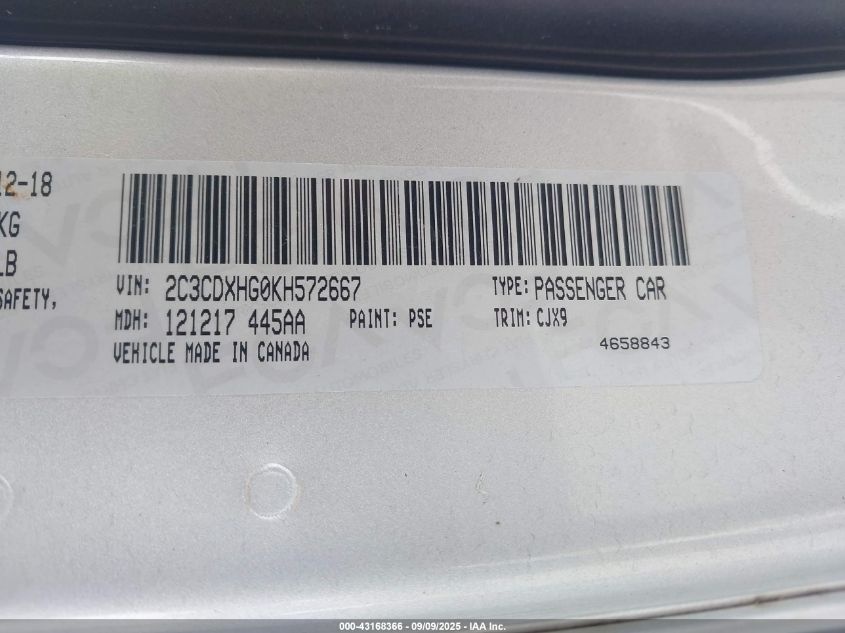 12-18
KG
LB
SAFETY,
VIN: 2C3CDXHG0KH572667 TYPE: PASSENGER CAR
MDH: 121217 445AA PAINT: PSE TRIM: CJX9
VEHICLE MADE IN CANADA 4658843
000-43168366 - 09/09/2025 - IAA Inc.